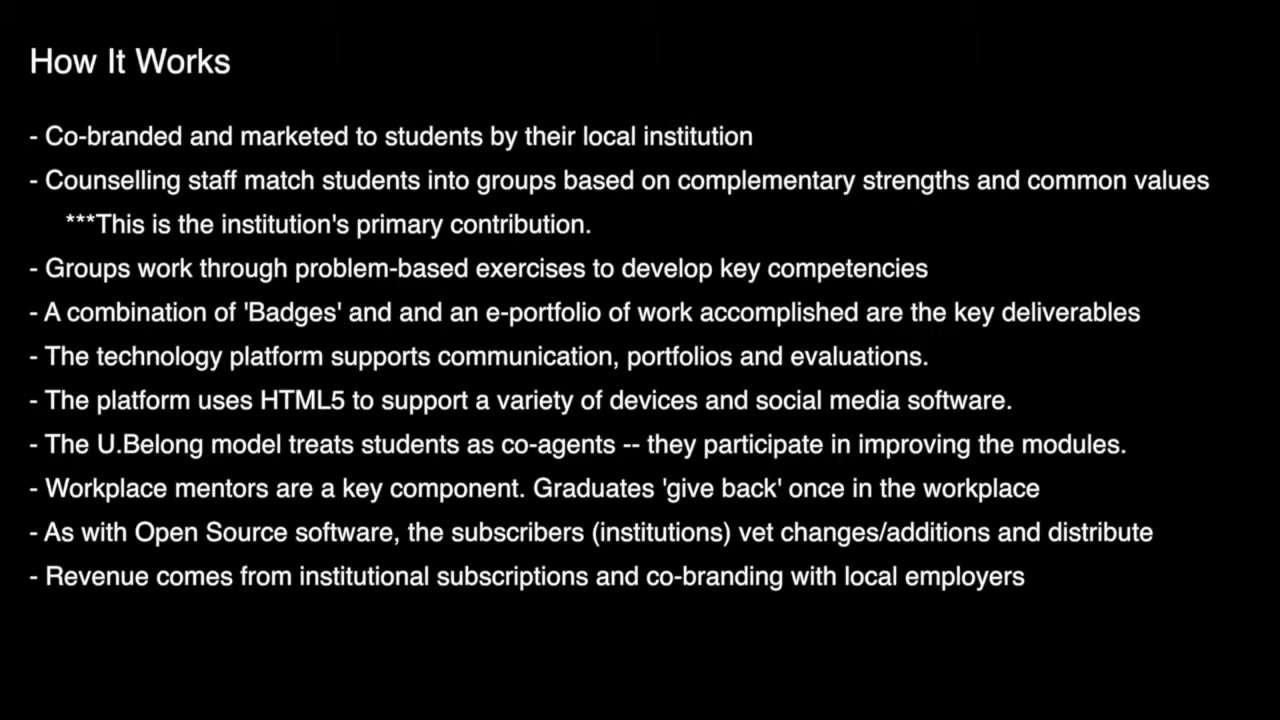 How It Works
- Co-branded and marketed to students by their local institution
- Counselling staff match students into groups based on complementary strengths and common values
***This is the institution's primary contribution.
- Groups work through problem-based exercises to develop key competencies
- A combination of 'Badges' and and an e-portfolio of work accomplished are the key deliverables
- The technology platform supports communication, portfolios and evaluations.
- The platform uses HTML5 to support a variety of devices and social media software.
- The U.Belong model treats students as co-agents -- they participate in improving the modules.
- Workplace mentors are a key component. Graduates 'give back' once in the workplace
- As with Open Source software, the subscribers (institutions) vet changes/additions and distribute
- Revenue comes from institutional subscriptions and co-branding with local employers